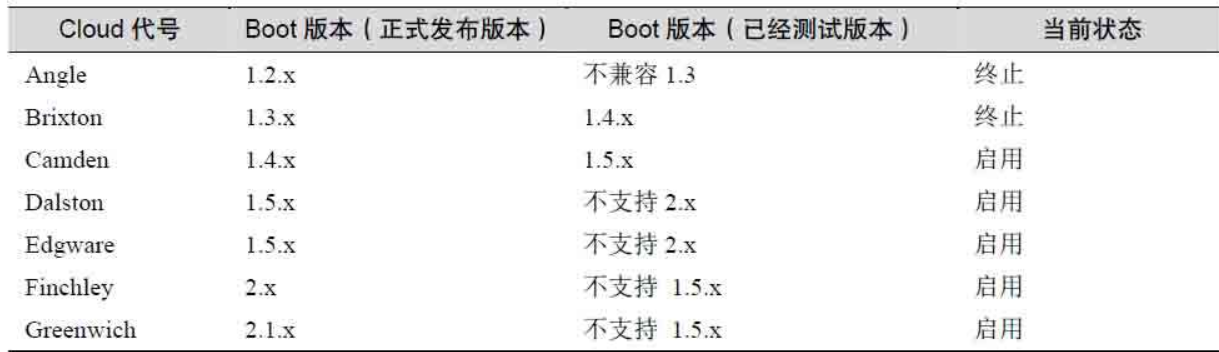 Cloud 代号 Boot 版本（正式发布版本） Boot 版本（已经测试版本） 当前状态
Angle 1.2.x 不兼容 1.3 终止
Brixton 1.3.x 1.4.x 终止
Camden 1.4.x 1.5.x 启用
Dalston 1.5.x 不支持 2.x 启用
Edgware 1.5.x 不支持 2.x 启用
Finchley 2.x 不支持 1.5.x 启用
Greenwich 2.1.x 不支持 1.5.x 启用